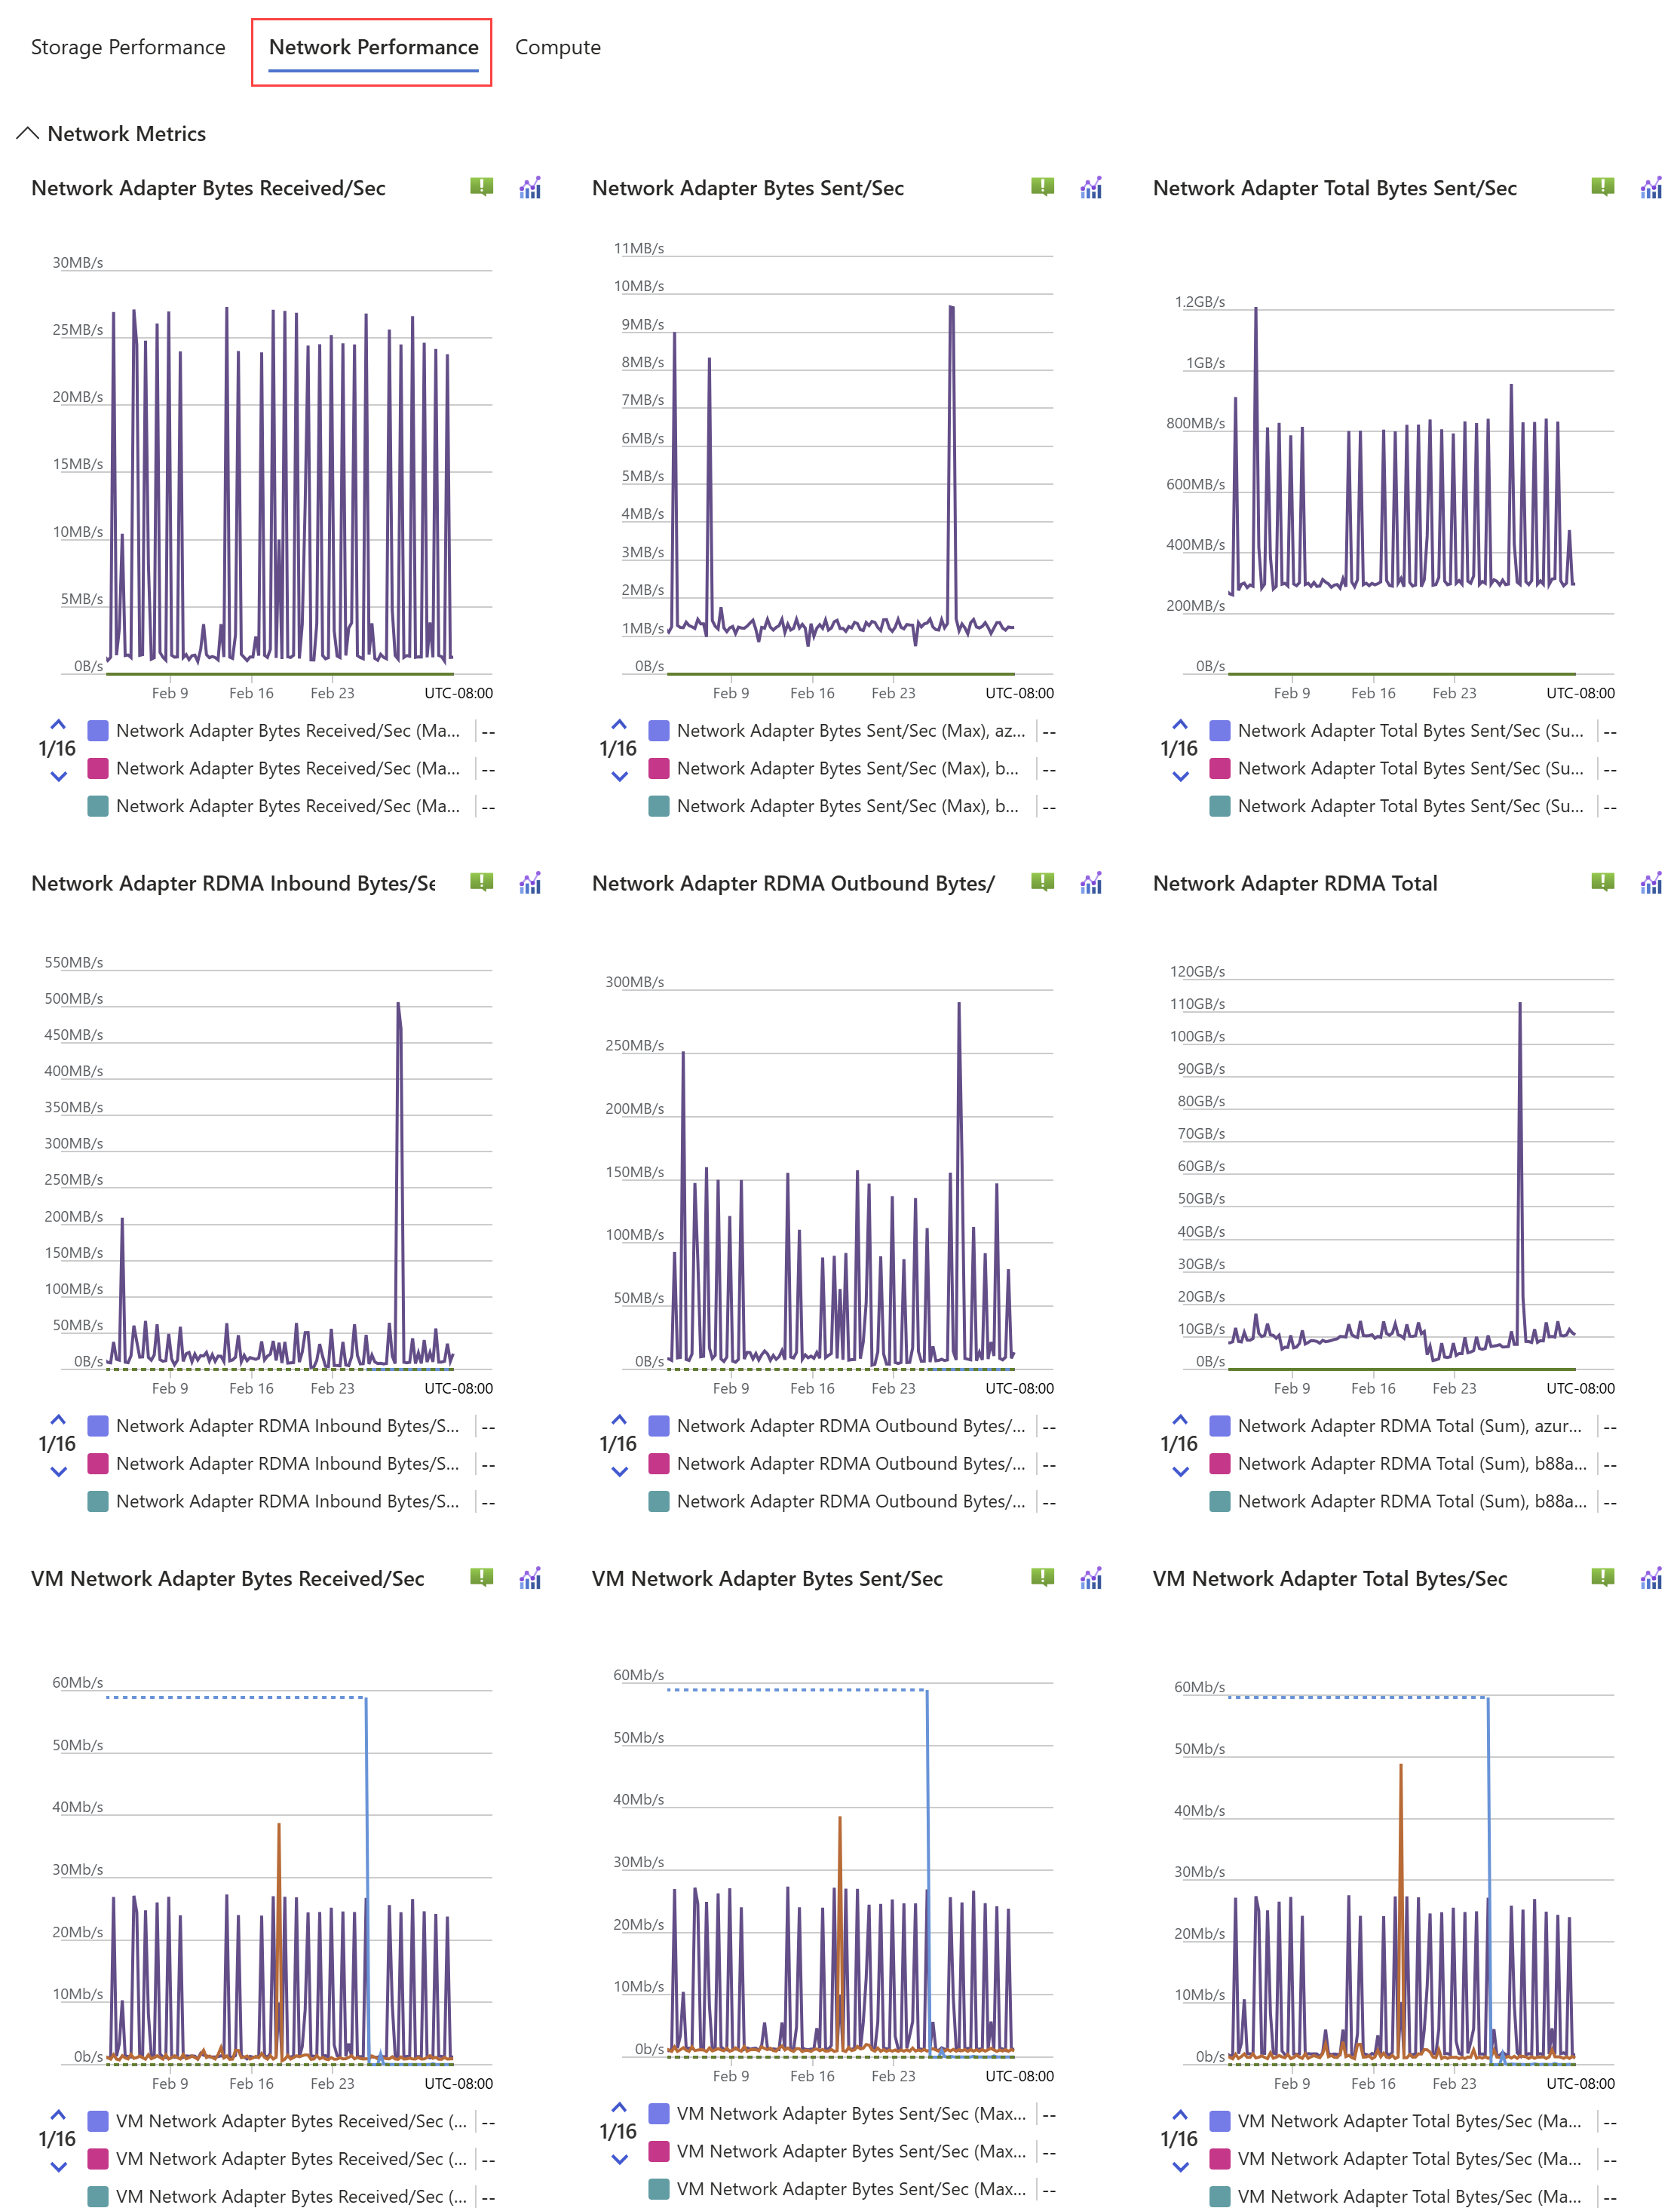 Storage Performance Network Performance Compute
Network Metrics
Network Adapter Bytes Received/Sec
30MB/s
25MB/s
20MB/s
15MB/s
10MB/s
5MB/s
0B/s
Feb 9 Feb 16 Feb 23 UTC-08:00
1/16
Network Adapter Bytes Received/Sec (Ma... --
Network Adapter Bytes Received/Sec (Ma... --
Network Adapter Bytes Received/Sec (Ma... --
Network Adapter Bytes Sent/Sec
11MB/s
10MB/s
9MB/s
8MB/s
7MB/s
6MB/s
5MB/s
4MB/s
3MB/s
2MB/s
1MB/s
0B/s
Feb 9 Feb 16 Feb 23 UTC-08:00
1/16
Network Adapter Bytes Sent/Sec (Max), az... --
Network Adapter Bytes Sent/Sec (Max), b... --
Network Adapter Bytes Sent/Sec (Max), b... --
Network Adapter Total Bytes Sent/Sec
1.2GB/s
1GB/s
800MB/s
600MB/s
400MB/s
200MB/s
0B/s
Feb 9 Feb 16 Feb 23 UTC-08:00
1/16
Network Adapter Total Bytes Sent/Sec (Su... --
Network Adapter Total Bytes Sent/Sec (Su... --
Network Adapter Total Bytes Sent/Sec (Su... --
Network Adapter RDMA Inbound Bytes/Se
550MB/s
500MB/s
450MB/s
400MB/s
350MB/s
300MB/s
250MB/s
200MB/s
150MB/s
100MB/s
50MB/s
0B/s
Feb 9 Feb 16 Feb 23 UTC-08:00
1/16
Network Adapter RDMA Inbound Bytes/S... --
Network Adapter RDMA Inbound Bytes/S... --
Network Adapter RDMA Inbound Bytes/S... --
Network Adapter RDMA Outbound Bytes/
300MB/s
250MB/s
200MB/s
150MB/s
100MB/s
50MB/s
0B/s
Feb 9 Feb 16 Feb 23 UTC-08:00
1/16
Network Adapter RDMA Outbound Bytes/... --
Network Adapter RDMA Outbound Bytes/... --
Network Adapter RDMA Outbound Bytes/... --
Network Adapter RDMA Total
120GB/s
110GB/s
100GB/s
90GB/s
80GB/s
70GB/s
60GB/s
50GB/s
40GB/s
30GB/s
20GB/s
10GB/s
0B/s
Feb 9 Feb 16 Feb 23 UTC-08:00
1/16
Network Adapter RDMA Total (Sum), azur... --
Network Adapter RDMA Total (Sum), b88a... --
Network Adapter RDMA Total (Sum), b88a... --
VM Network Adapter Bytes Received/Sec
60Mb/s
50Mb/s
40Mb/s
30Mb/s
20Mb/s
10Mb/s
0b/s
Feb 9 Feb 16 Feb 23 UTC-08:00
1/16
VM Network Adapter Bytes Received/Sec (... --
VM Network Adapter Bytes Received/Sec (... --
VM Network Adapter Bytes Received/Sec (... --
VM Network Adapter Bytes Sent/Sec
60Mb/s
50Mb/s
40Mb/s
30Mb/s
20Mb/s
10Mb/s
0b/s
Feb 9 Feb 16 Feb 23 UTC-08:00
1/16
VM Network Adapter Bytes Sent/Sec (Max... --
VM Network Adapter Bytes Sent/Sec (Max... --
VM Network Adapter Bytes Sent/Sec (Max... --
VM Network Adapter Total Bytes/Sec
60Mb/s
50Mb/s
40Mb/s
30Mb/s
20Mb/s
10Mb/s
0b/s
Feb 9 Feb 16 Feb 23 UTC-08:00
1/16
VM Network Adapter Total Bytes/Sec (Ma... --
VM Network Adapter Total Bytes/Sec (Ma... --
VM Network Adapter Total Bytes/Sec (Ma... --